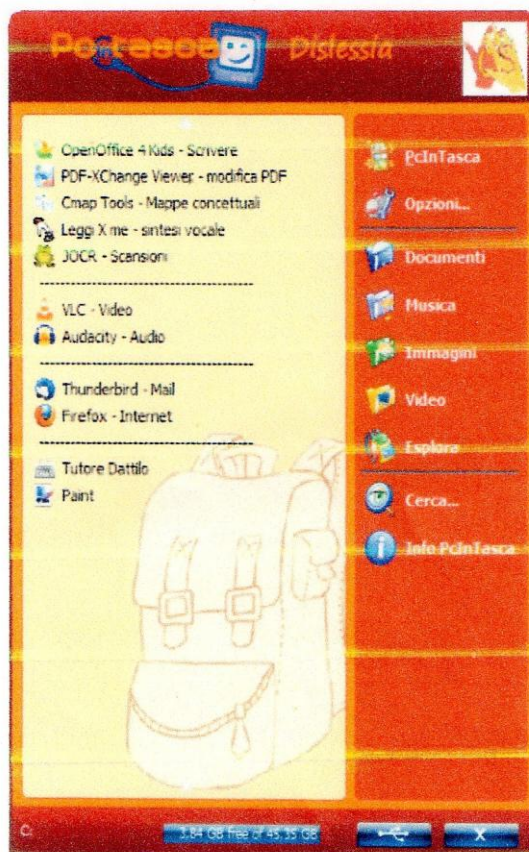 PcInTasca Dislessia
OpenOffice 4 Kids - Scrivere
PDF-XChange Viewer - modifica PDF
Cmap Tools - Mappe concettuali
Leggi X me - sintesi vocale
JOCR - Scansioni
VLC - Video
Audacity - Audio
Thunderbird - Mail
Firefox - Internet
Tutore Dattilo
Paint
PcInTasca
Opzioni...
Documenti
Musica
Immagini
Video
Esplora
Cerca...
Info PcInTasca
C:
3,84 GB free of 45,35 GB
X